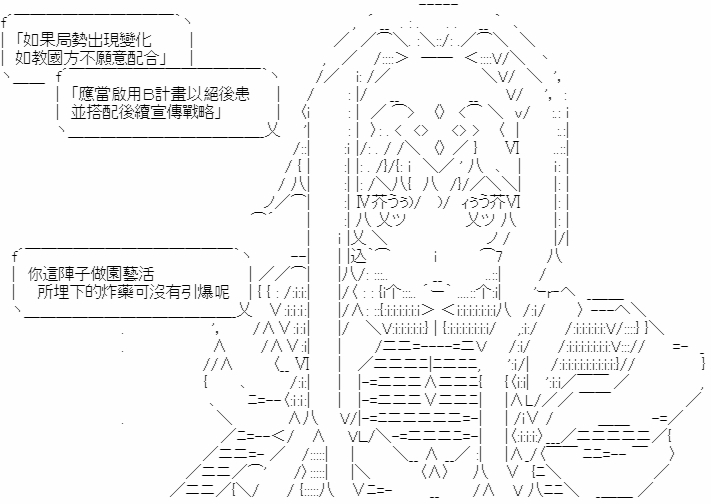 「如果局勢出現變化
如教國方不願意配合」
「應當啟用B計畫以絕後患
並搭配後續宣傳戰略」
你這陣子做園藝活
所埋下的炸藥可沒有引爆呢